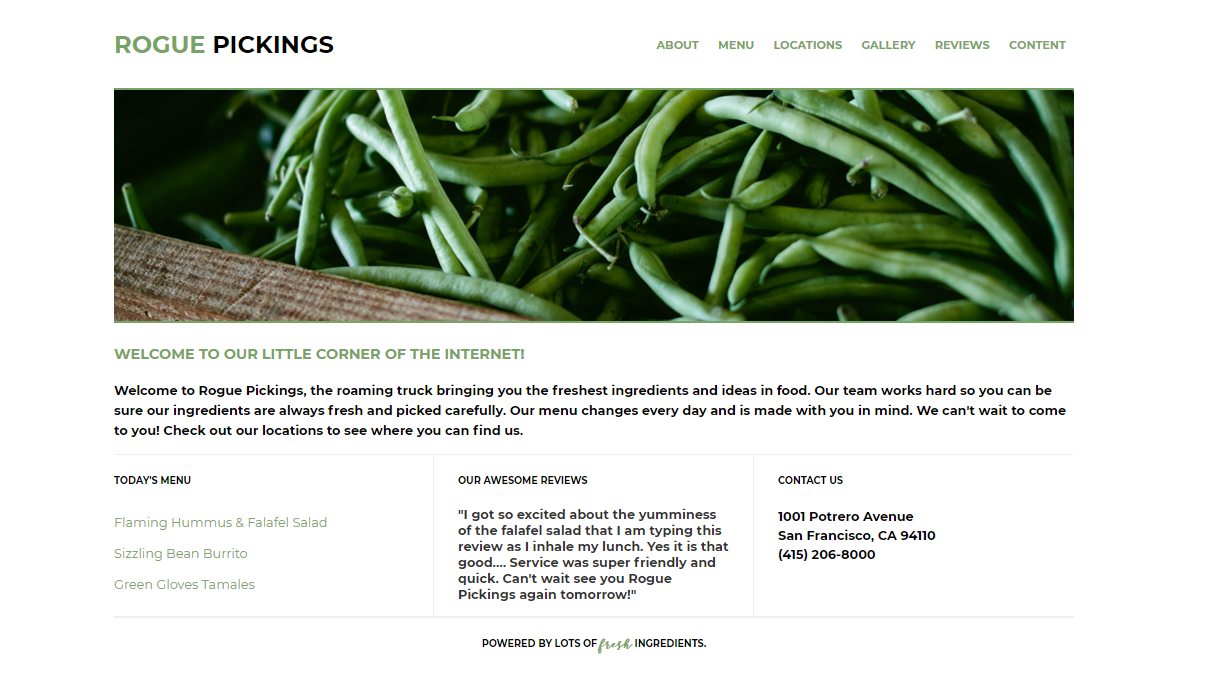 ROGUE PICKINGS
ABOUT MENU LOCATIONS GALLERY REVIEWS CONTENT
WELCOME TO OUR LITTLE CORNER OF THE INTERNET!
Welcome to Rogue Pickings, the roaming truck bringing you the freshest ingredients and ideas in food. Our team works hard so you can be
sure our ingredients are always fresh and picked carefully. Our menu changes every day and is made with you in mind. We can't wait to come
to you! Check out our locations to see where you can find us.
TODAY'S MENU
Flaming Hummus & Falafel Salad
Sizzling Bean Burrito
Green Gloves Tamales
OUR AWESOME REVIEWS
"I got so excited about the yumminess
of the falafel salad that I am typing this
review as I inhale my lunch. Yes it is that
good.... Service was super friendly and
quick. Can't wait see you Rogue
Pickings again tomorrow!"
CONTACT US
1001 Potrero Avenue
San Francisco, CA 94110
(415) 206-8000
POWERED BY LOTS OF fresh INGREDIENTS.